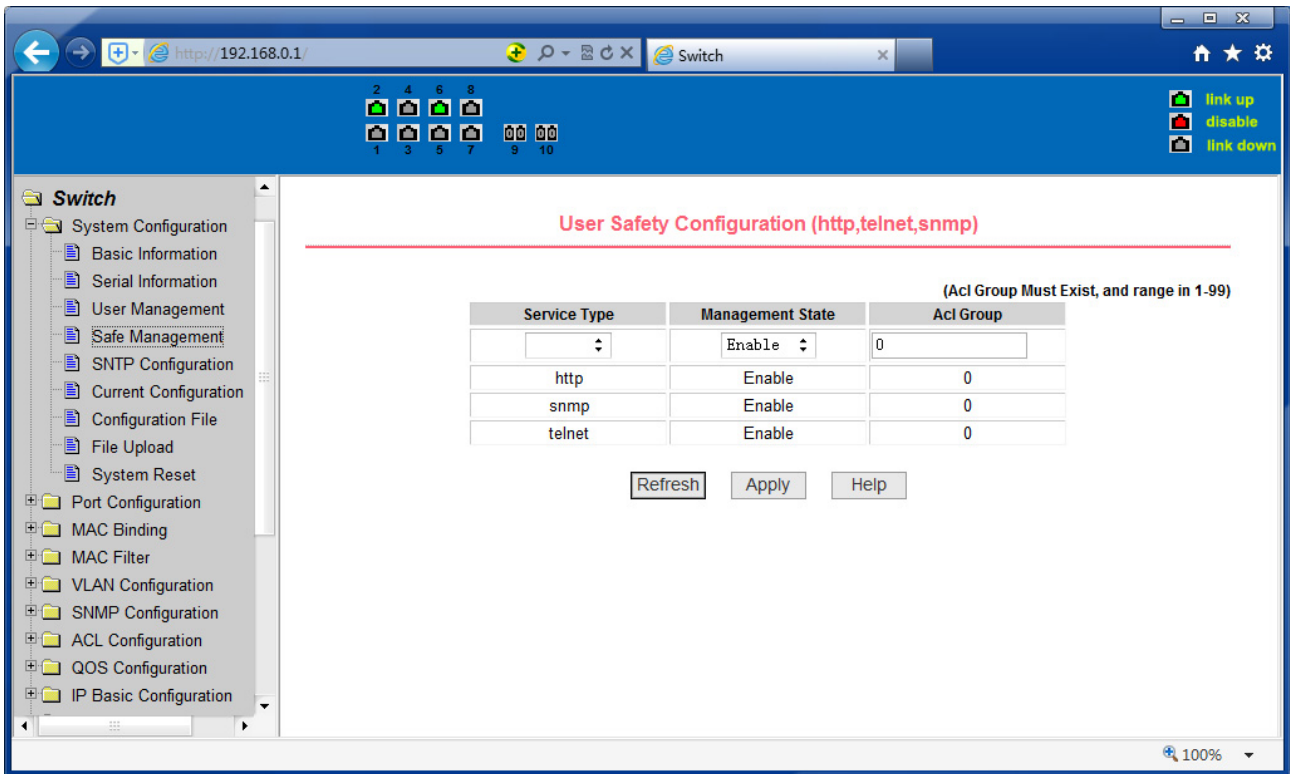 http://192.168.0.1/
Switch
2 4 6 8
1 3 5 7 9 10
link up
disable
link down
Switch
System Configuration
Basic Information
Serial Information
User Management
Safe Management
SNTP Configuration
Current Configuration
Configuration File
File Upload
System Reset
Port Configuration
MAC Binding
MAC Filter
VLAN Configuration
SNMP Configuration
ACL Configuration
QOS Configuration
IP Basic Configuration
User Safety Configuration (http,telnet,snmp)
(Acl Group Must Exist, and range in 1-99)
Service Type Management State Acl Group
Enable 0
http Enable 0
snmp Enable 0
telnet Enable 0
Refresh Apply Help
100%